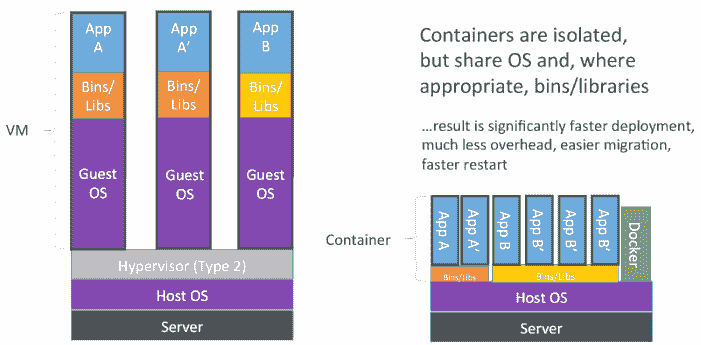 App
A
App
A'
App
B
Bins/
Libs
Bins/
Libs
Bins/
Libs
VM
Guest
OS
Guest
OS
Guest
OS
Hypervisor (Type 2)
Host OS
Server
Containers are isolated,
but share OS and, where
appropriate, bins/libraries
...result is significantly faster deployment,
much less overhead, easier migration,
faster restart
Container
App A
App A'
App B
App B'
App B'
App B'
Docker
Bins/Libs
Bins/Libs
Host OS
Server